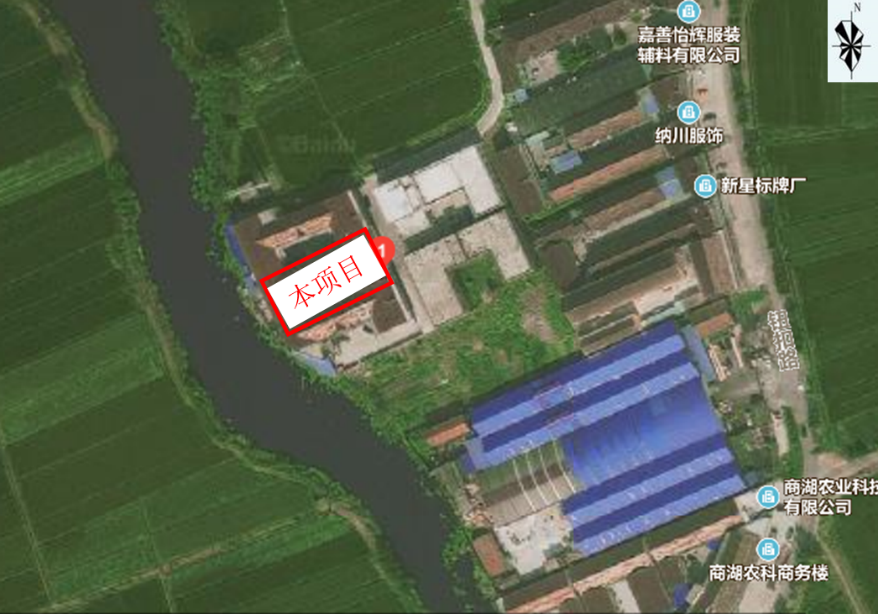 N
嘉善怡辉服装
辅料有限公司
纳川服饰
新星标牌厂
1
本项目
商湖农业科技
有限公司
商湖农科商务楼